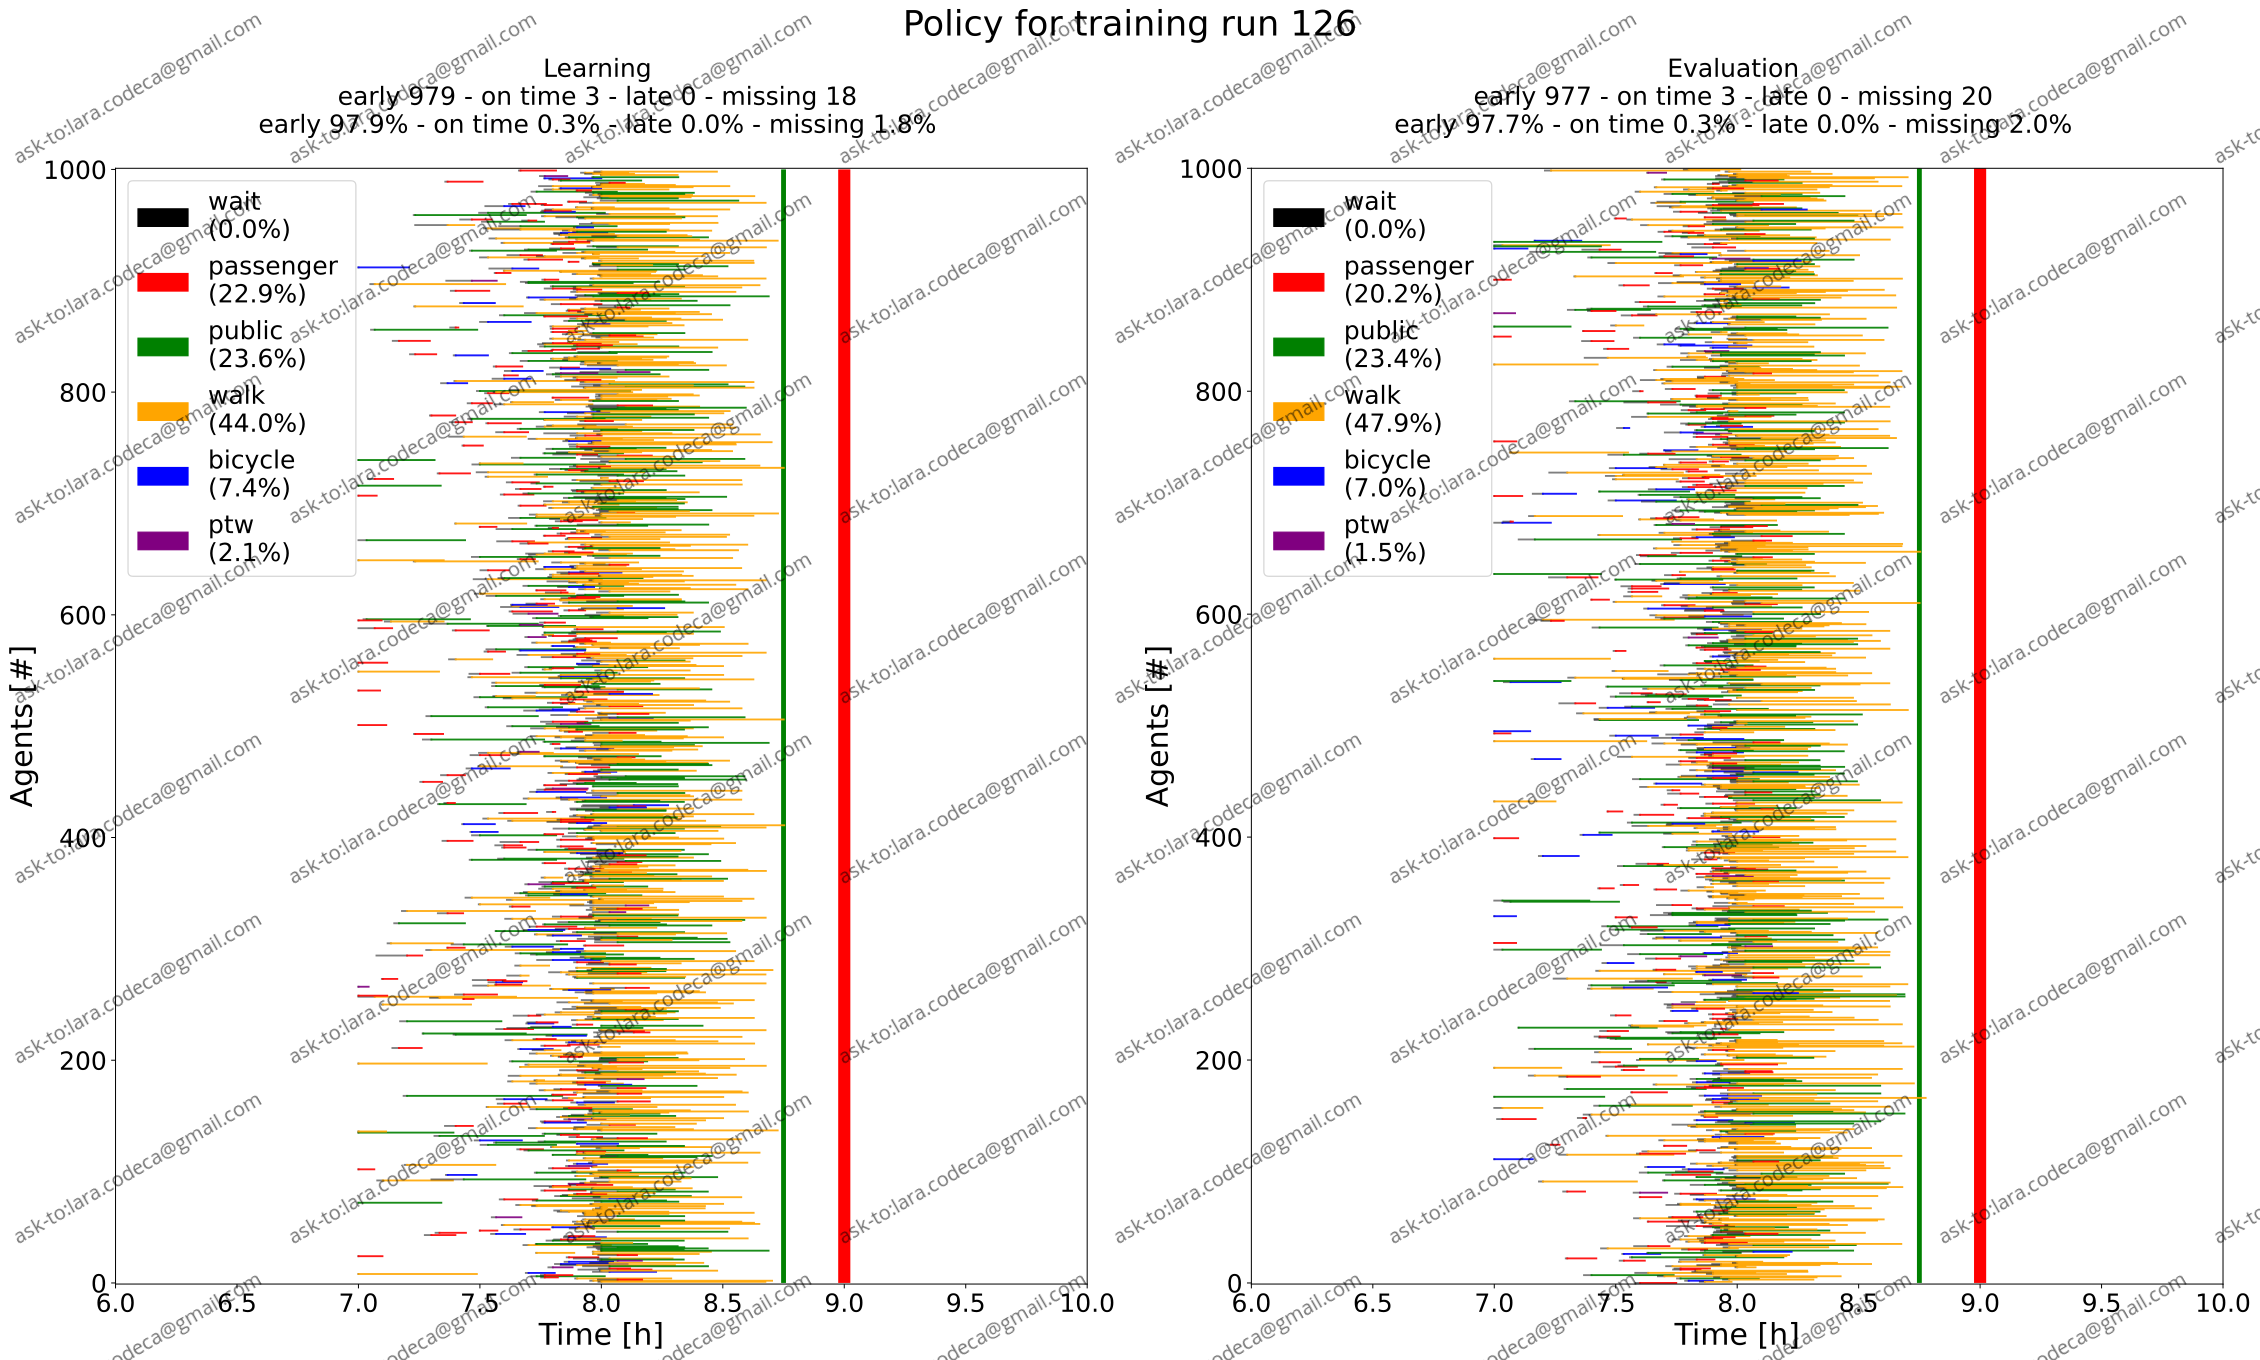 Policy for training run 126
Learning
early 979 - on time 3 - late 0 - missing 18
early 97.9% - on time 0.3% - late 0.0% - missing 1.8%
Evaluation
early 977 - on time 3 - late 0 - missing 20
early 97.7% - on time 0.3% - late 0.0% - missing 2.0%
wait
(0.0%)
passenger
(22.9%)
public
(23.6%)
walk
(44.0%)
bicycle
(7.4%)
ptw
(2.1%)
Agents [#]
1000
800
600
400
200
0
6.0 6.5 7.0 7.5 8.0 8.5 9.0 9.5 10.0
Time [h]
wait
(0.0%)
passenger
(20.2%)
public
(23.4%)
walk
(47.9%)
bicycle
(7.0%)
ptw
(1.5%)
Agents [#]
1000
800
600
400
200
0
6.0 6.5 7.0 7.5 8.0 8.5 9.0 9.5 10.0
Time [h]
ask-to:lara.codeca@gmail.com